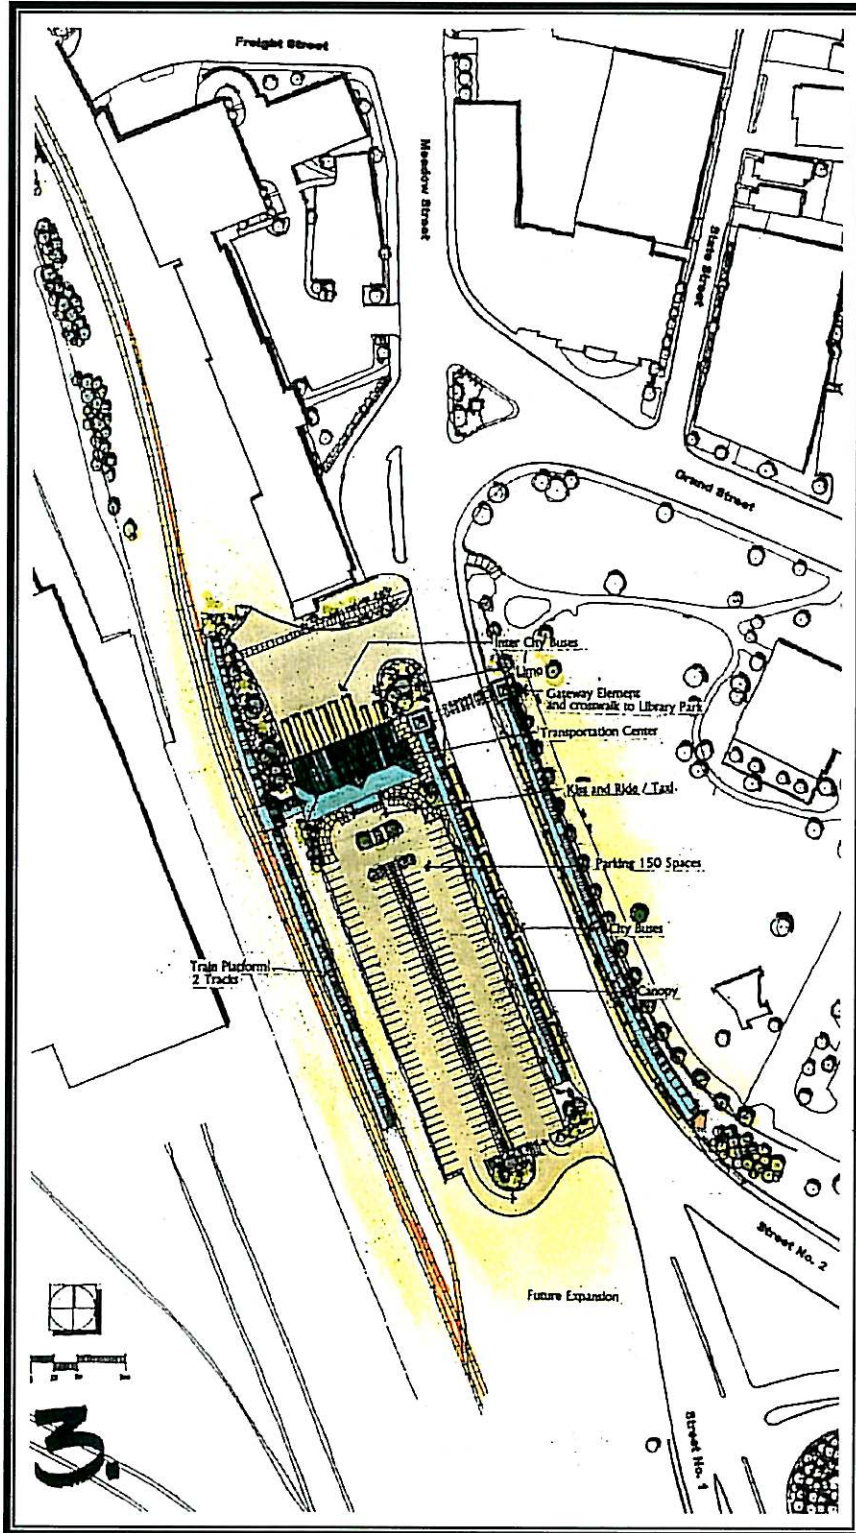 Freight Street
Meadow Street
State Street
Grand Street
Inter City Buses
Limo
Gateway Element
and crosswalk to Library Park
Transportation Center
Kiss and Ride / Taxi
Parking 150 Spaces
City Buses
Train Platform
2 Tracks
Canopy
Street No. 2
Future Expansion
Street No. 1
3.